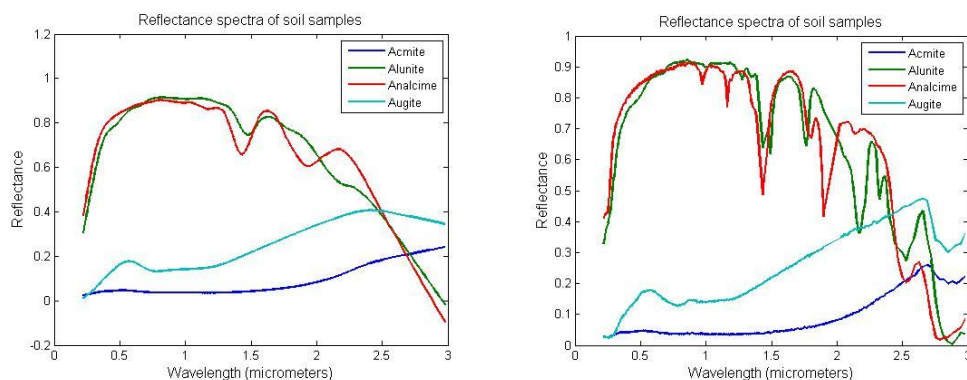 Reflectance spectra of soil samples
1.2
1
0.8
0.6
0.4
0.2
0
-0.2
Reflectance
Acmite
Alunite
Analcime
Augite
0 0.5 1 1.5 2 2.5 3
Wavelength (micrometers)
Reflectance spectra of soil samples
1
0.9
0.8
0.7
0.6
0.5
0.4
0.3
0.2
0.1
0
Reflectance
Acmite
Alunite
Analcime
Augite
0 0.5 1 1.5 2 2.5 3
Wavelength (micrometers)